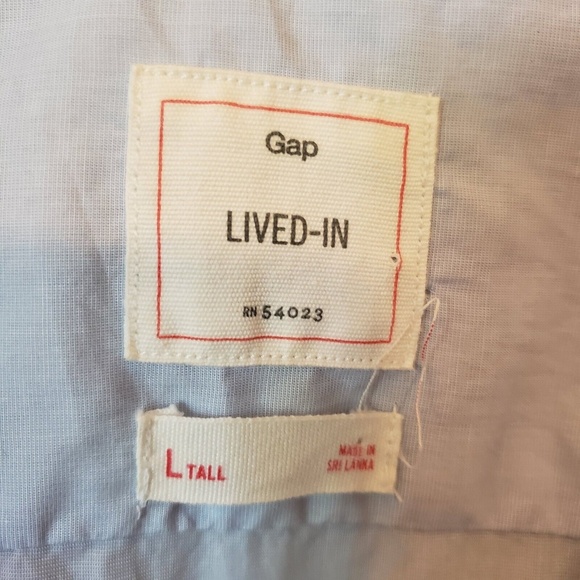 Gap
LIVED-IN
RN 54023
L TALL
MADE IN
SRI LANKA